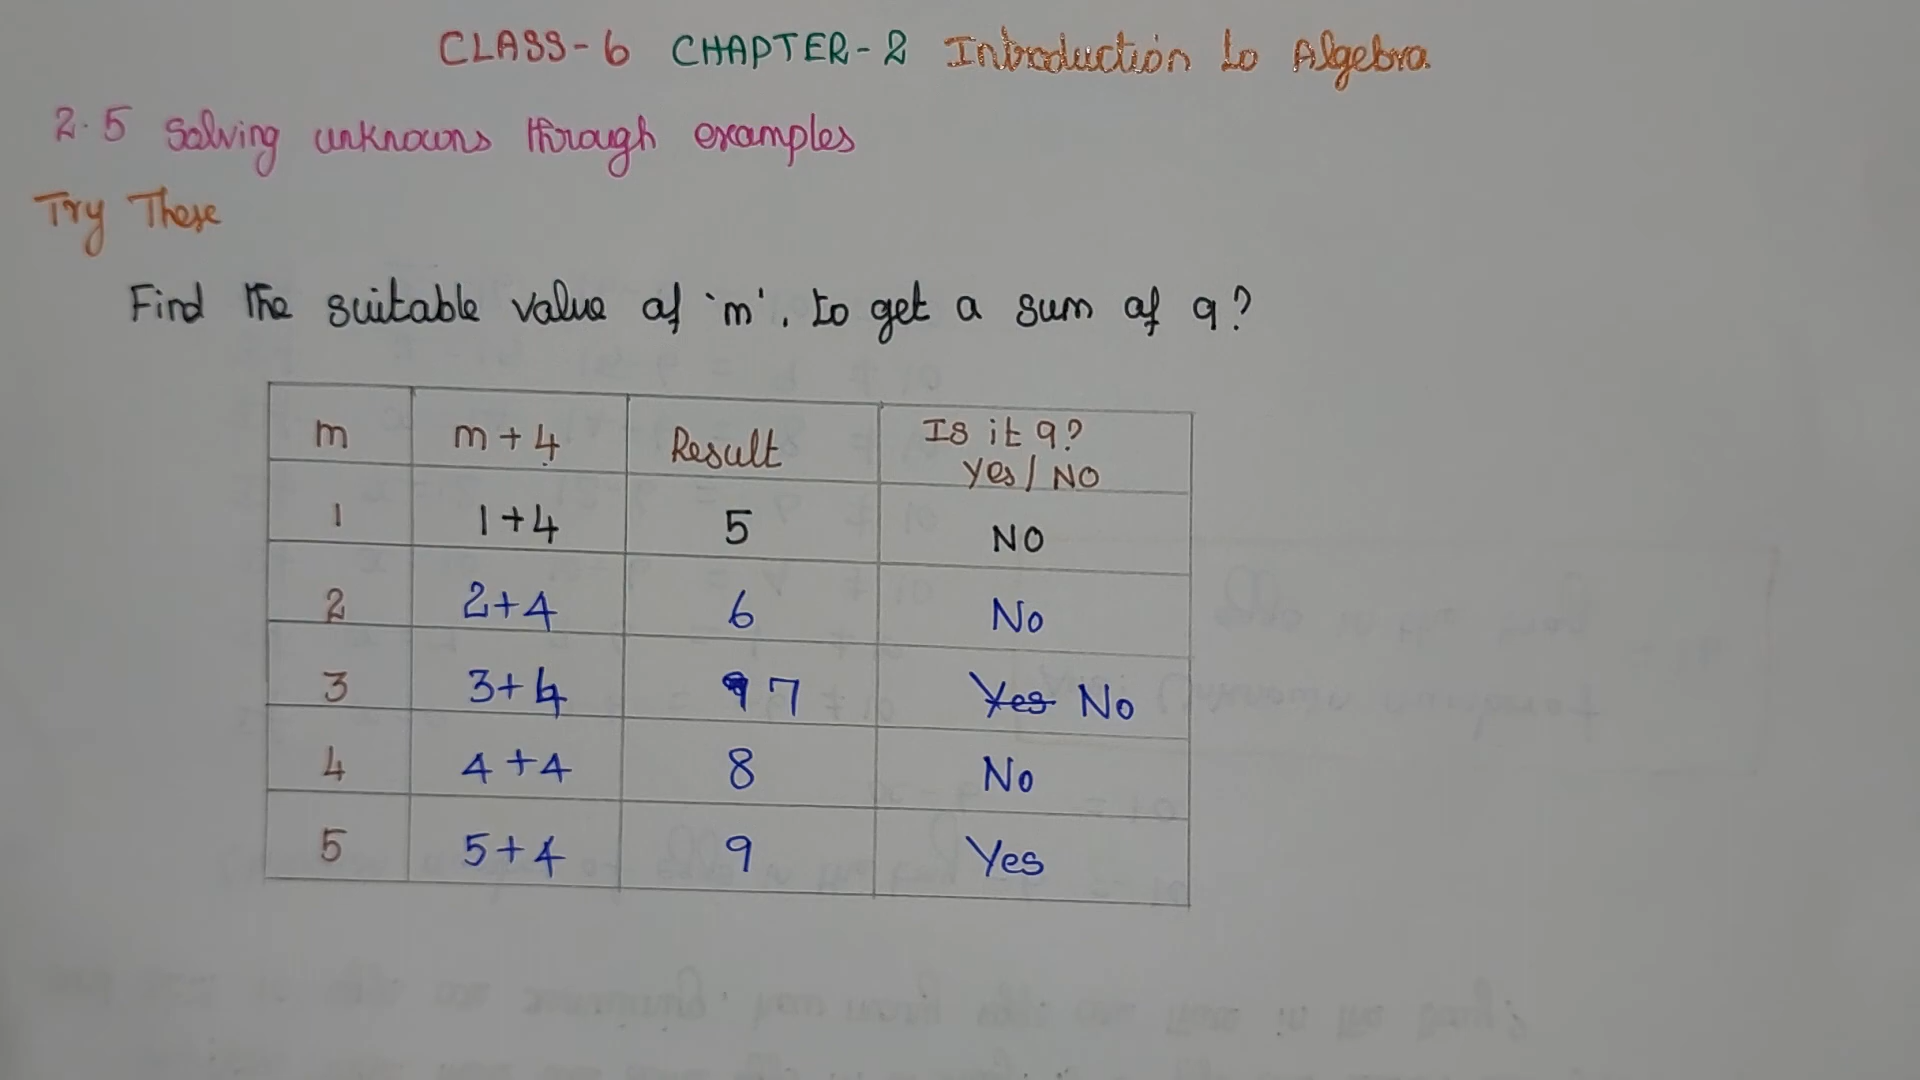 CLASS-6 CHAPTER-2 Introduction to Algebra
2.5 Solving unknowns through examples
Try These
Find the suitable value of 'm', to get a sum of 9?
m m+4 Result Is it 9? Yes/NO
1 1+4 5 NO
2 2+4 6 No
3 3+4 9 7 Yes No
4 4+4 8 No
5 5+4 9 Yes